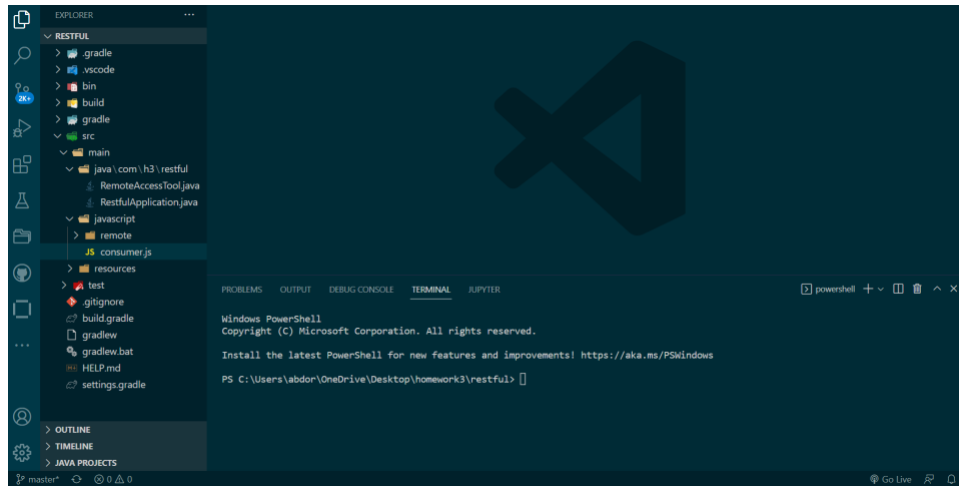 EXPLORER
RESTFUL
.gradle
.vscode
bin
build
gradle
src
main
java\com\h3\restful
RemoteAccessTool.java
RestfulApplication.java
javascript
remote
JS consumer.js
resources
test
.gitignore
build.gradle
gradlew
gradlew.bat
HELP.md
settings.gradle
OUTLINE
TIMELINE
JAVA PROJECTS
2K+
PROBLEMS OUTPUT DEBUG CONSOLE TERMINAL JUPYTER
powershell
Windows PowerShell
Copyright (C) Microsoft Corporation. All rights reserved.
Install the latest PowerShell for new features and improvements! https://aka.ms/PSWindows
PS C:\Users\abdor\OneDrive\Desktop\homework3\restful>
master* 0 0 Go Live